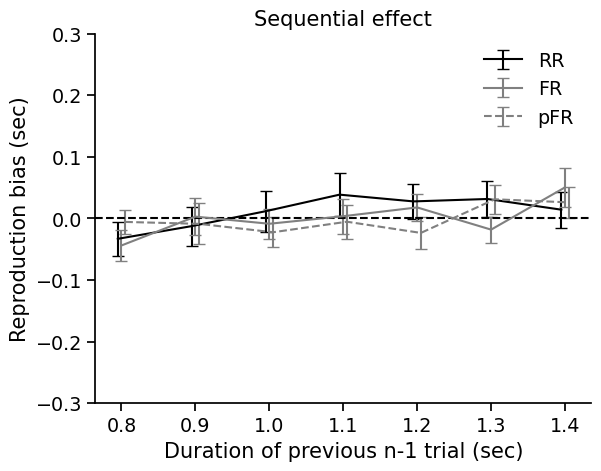 Sequential effect
Reproduction bias (sec)
0.3
0.2
0.1
0.0
−0.1
−0.2
−0.3
RR
FR
pFR
0.8 0.9 1.0 1.1 1.2 1.3 1.4
Duration of previous n-1 trial (sec)